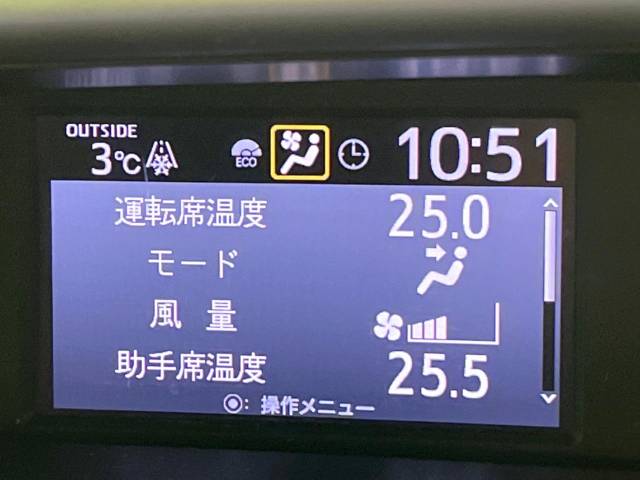 OUTSIDE
3℃ ECO 10:51
運転席温度 25.0
モード
風 量
助手席温度 25.5
◉: 操作メニュー